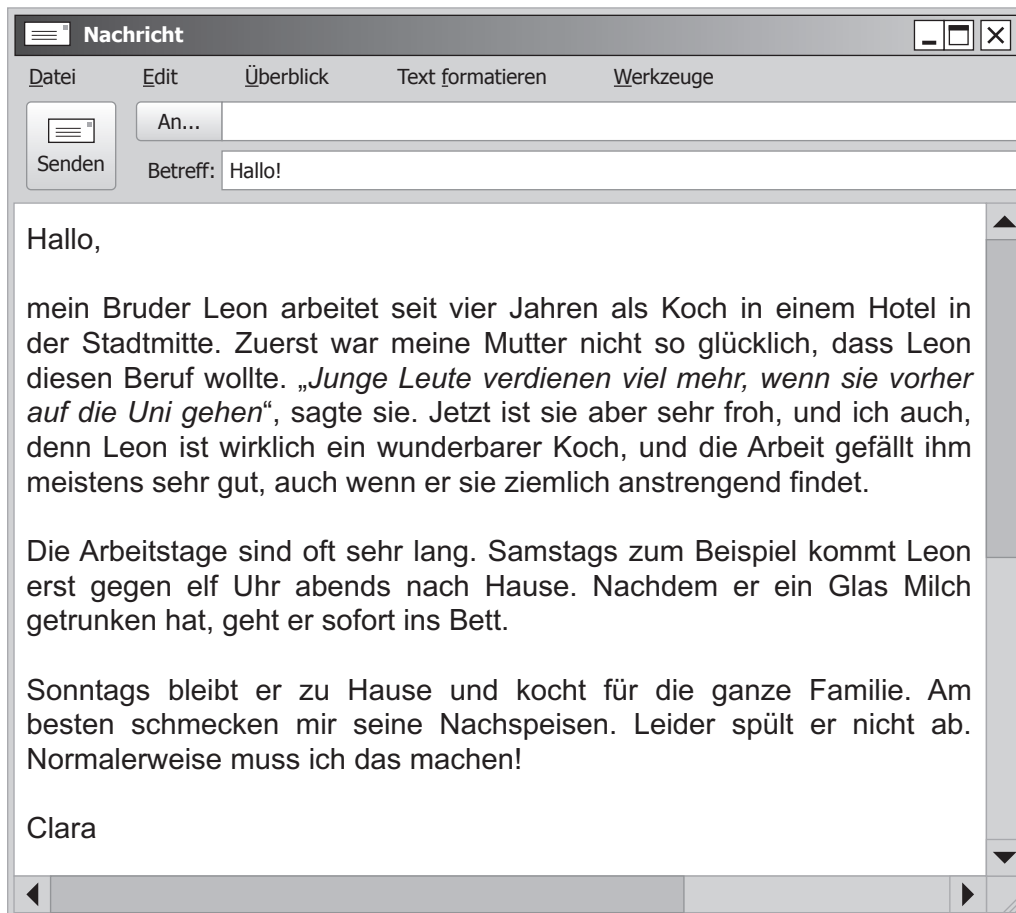 Nachricht
Datei Edit Überblick Text formatieren Werkzeuge
An...
Senden
Betreff: Hallo!
Hallo,
mein Bruder Leon arbeitet seit vier Jahren als Koch in einem Hotel in
der Stadtmitte. Zuerst war meine Mutter nicht so glücklich, dass Leon
diesen Beruf wollte. „Junge Leute verdienen viel mehr, wenn sie vorher
auf die Uni gehen“, sagte sie. Jetzt ist sie aber sehr froh, und ich auch,
denn Leon ist wirklich ein wunderbarer Koch, und die Arbeit gefällt ihm
meistens sehr gut, auch wenn er sie ziemlich anstrengend findet.
Die Arbeitstage sind oft sehr lang. Samstags zum Beispiel kommt Leon
erst gegen elf Uhr abends nach Hause. Nachdem er ein Glas Milch
getrunken hat, geht er sofort ins Bett.
Sonntags bleibt er zu Hause und kocht für die ganze Familie. Am
besten schmecken mir seine Nachspeisen. Leider spült er nicht ab.
Normalerweise muss ich das machen!
Clara